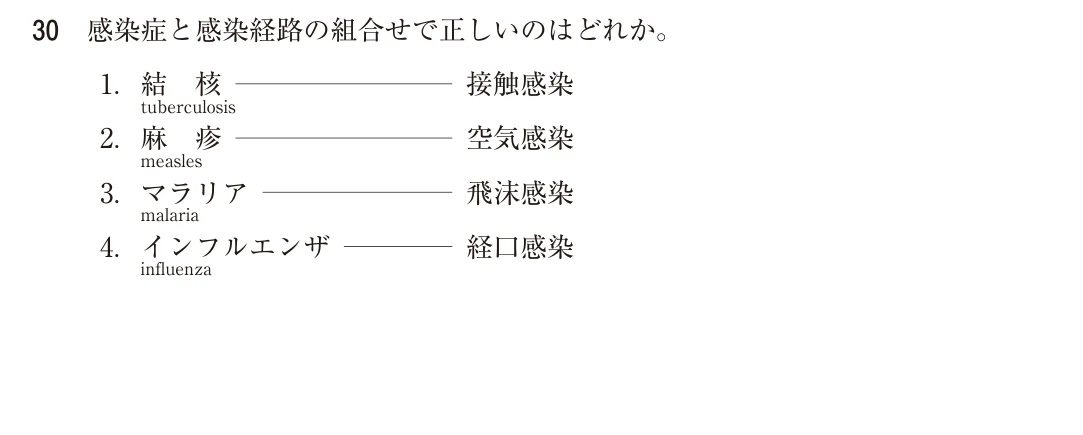 30 感染症と感染経路の組合せで正しいのはどれか。
1. 結　核 ―――――――― 接触感染
tuberculosis
2. 麻　疹 ―――――――― 空気感染
measles
3. マラリア ――――――― 飛沫感染
malaria
4. インフルエンザ ―――― 経口感染
influenza